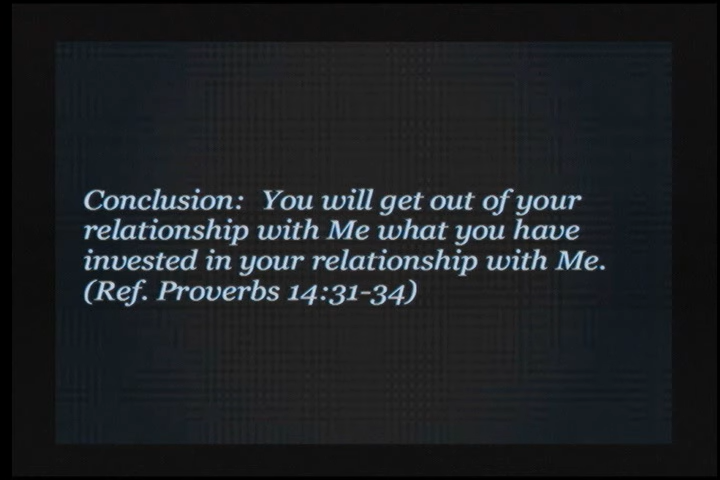 Conclusion:  You will get out of your
relationship with Me what you have
invested in your relationship with Me.
(Ref. Proverbs 14:31-34)